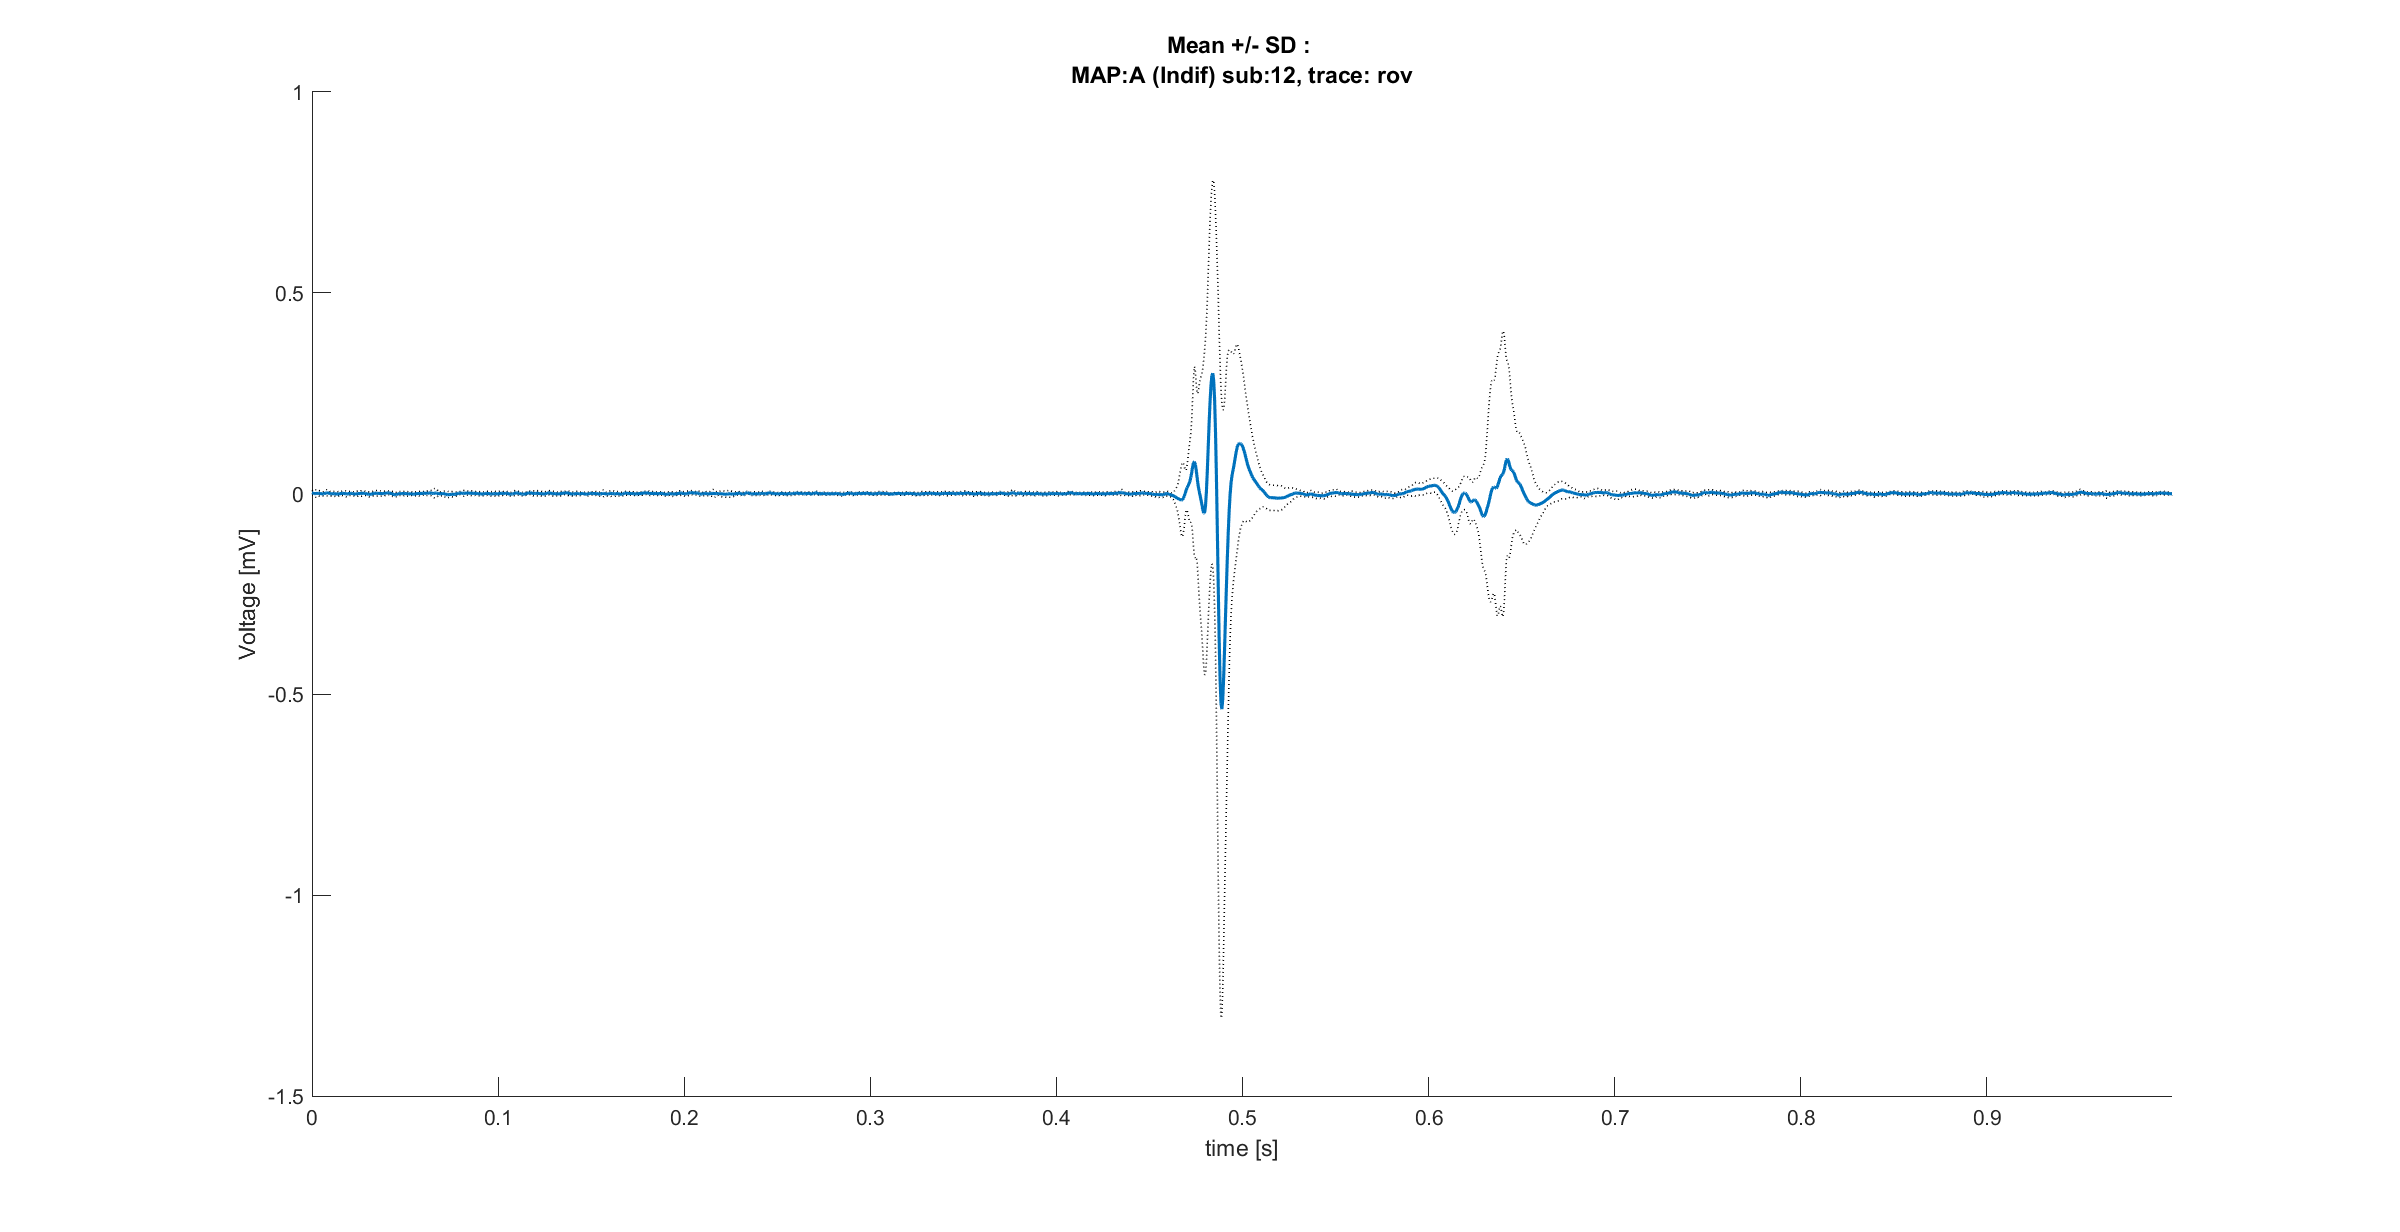 Mean +/- SD :
MAP:A (Indif) sub:12, trace: rov
1
0.5
0
-0.5
-1
-1.5
Voltage [mV]
0 0.1 0.2 0.3 0.4 0.5 0.6 0.7 0.8 0.9
time [s]